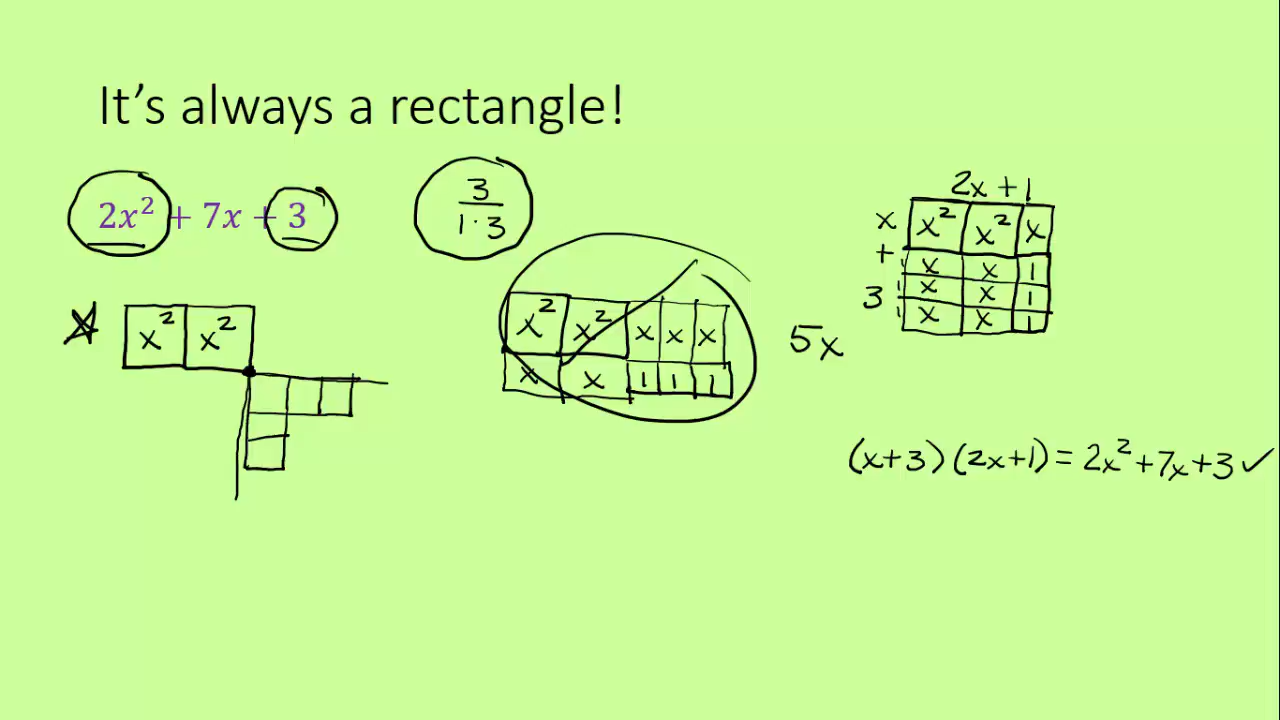 It's always a rectangle!
2x² + 7x + 3
3
1·3
x² x²
x² x² x x x
x x 1 1 1
5x
2x + 1
x x² x² x
+ x x 1
3 x x 1
x x 1
(x+3)(2x+1) = 2x²+7x+3 ✓